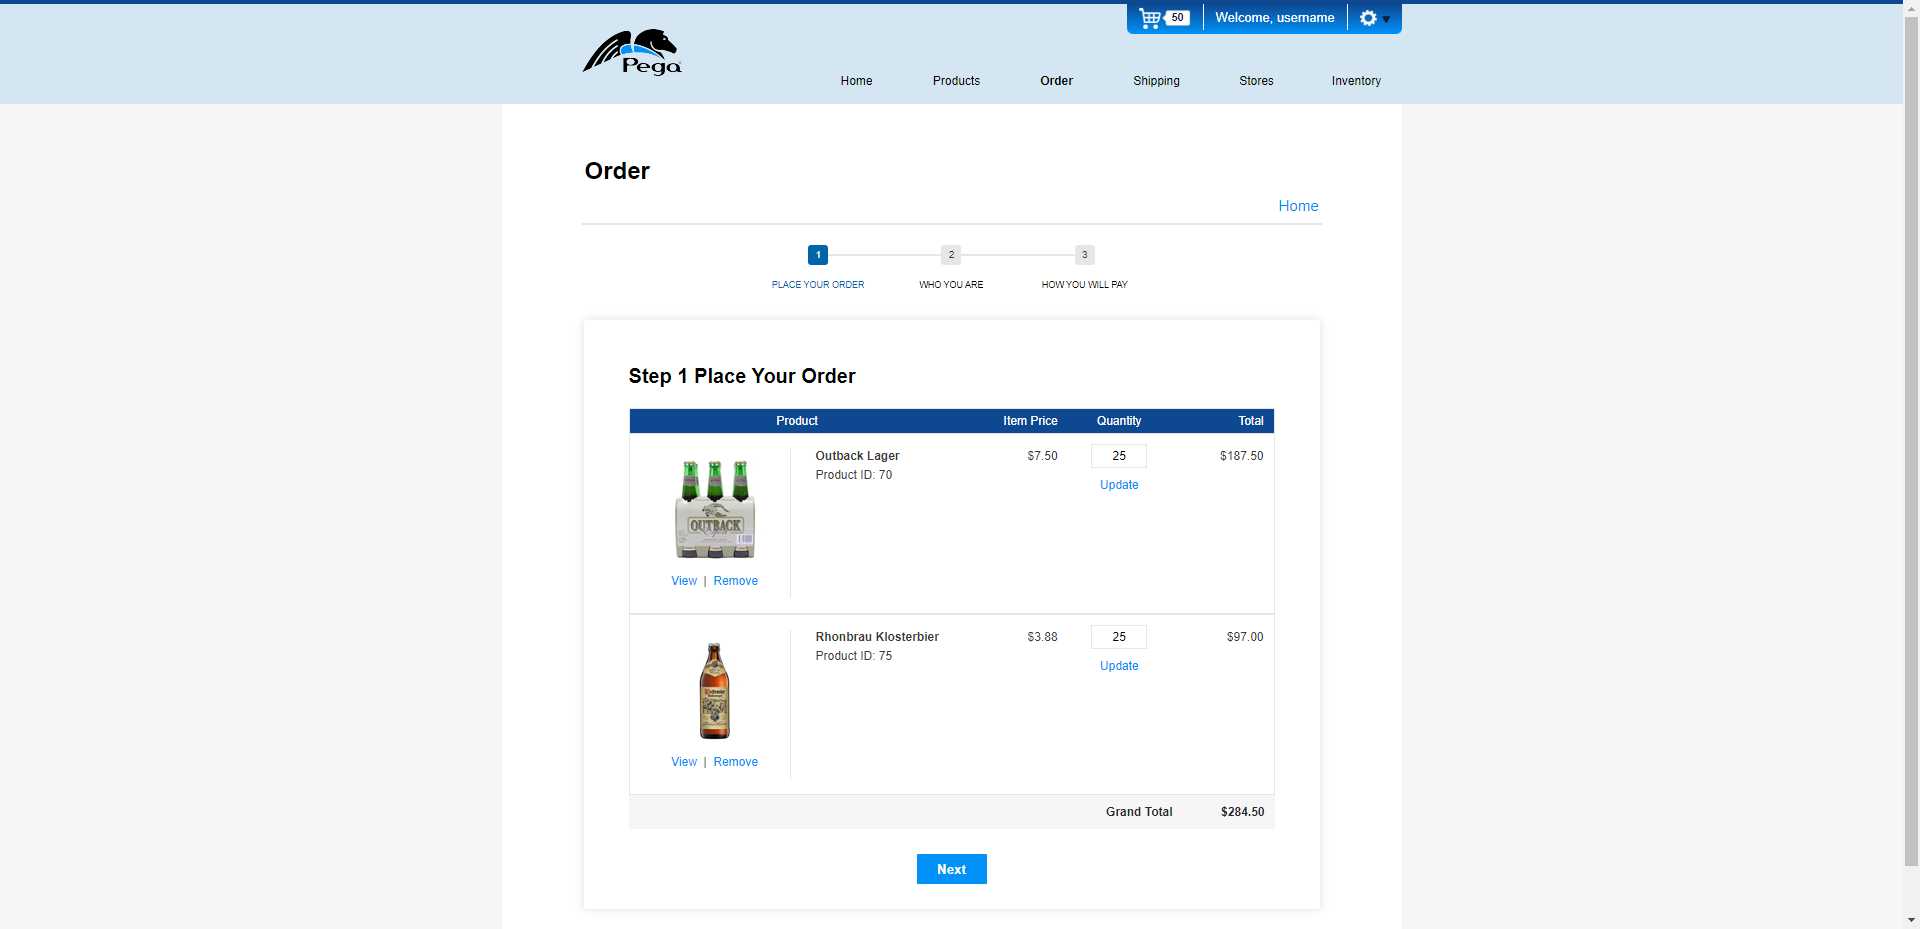 50
Welcome, username
Pega
Home
Products
Order
Shipping
Stores
Inventory
Order
Home
1
2
3
PLACE YOUR ORDER
WHO YOU ARE
HOW YOU WILL PAY
Step 1 Place Your Order
Product Item Price Quantity Total
Outback Lager $7.50 25 $187.50
Product ID: 70
Update
OUTBACK
View | Remove
Rhonbrau Klosterbier $3.88 25 $97.00
Product ID: 75
Update
View | Remove
Grand Total $284.50
Next